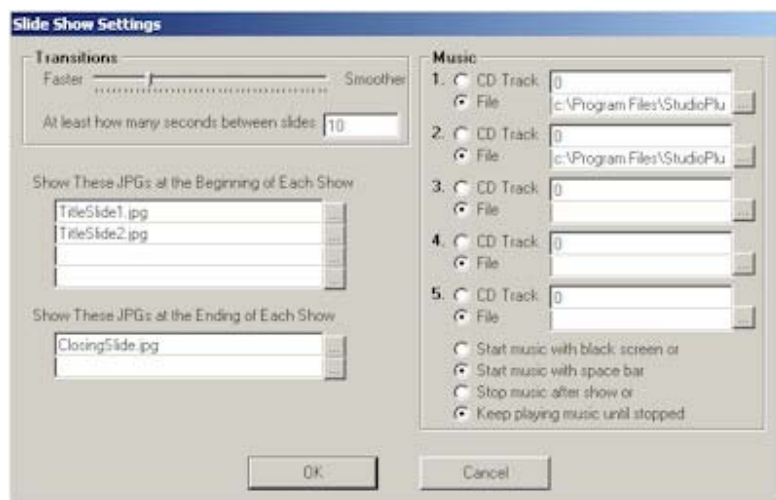 Slide Show Settings
Transitions
Faster Smoother
At least how many seconds between slides 10
Show These JPGs at the Beginning of Each Show
TitleSlide1.jpg ...
TitleSlide2.jpg ...
...
...
Show These JPGs at the Ending of Each Show
ClosingSlide.jpg ...
...
Music
1. CD Track 0
File c:\Program Files\StudioPlu ...
2. CD Track 0
File c:\Program Files\StudioPlu ...
3. CD Track 0
File ...
4. CD Track 0
File ...
5. CD Track 0
File ...
Start music with black screen or
Start music with space bar
Stop music after show or
Keep playing music until stopped
OK Cancel